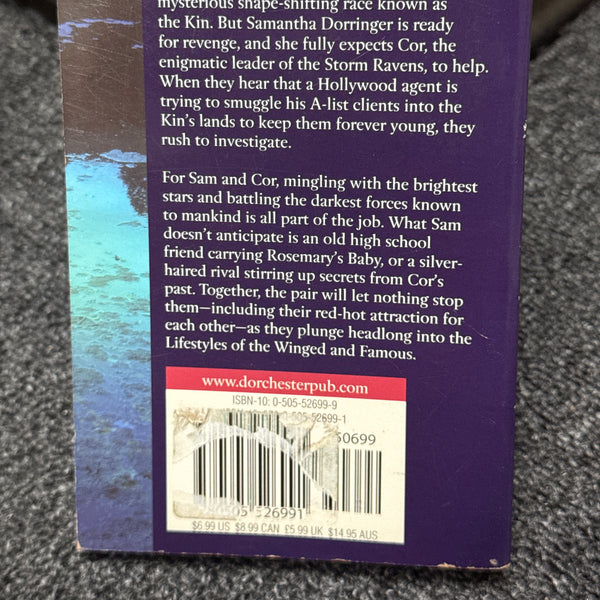 mysterious shape-shifting race known as
the Kin. But Samantha Dorringer is ready
for revenge, and she fully expects Cor, the
enigmatic leader of the Storm Ravens, to help.
When they hear that a Hollywood agent is
trying to smuggle his A-list clients into the
Kin's lands to keep them forever young, they
rush to investigate.
For Sam and Cor, mingling with the brightest
stars and battling the darkest forces known
to mankind is all part of the job. What Sam
doesn't anticipate is an old high school
friend carrying Rosemary's Baby, or a silver-
haired rival stirring up secrets from Cor's
past. Together, the pair will let nothing stop
them—including their red-hot attraction for
each other—as they plunge headlong into the
Lifestyles of the Winged and Famous.
www.dorchesterpub.com
ISBN-10: 0-505-52699-9
0-505-52699-1
50699
526991
$6.99 US $8.99 CAN £5.99 UK $14.95 AUS